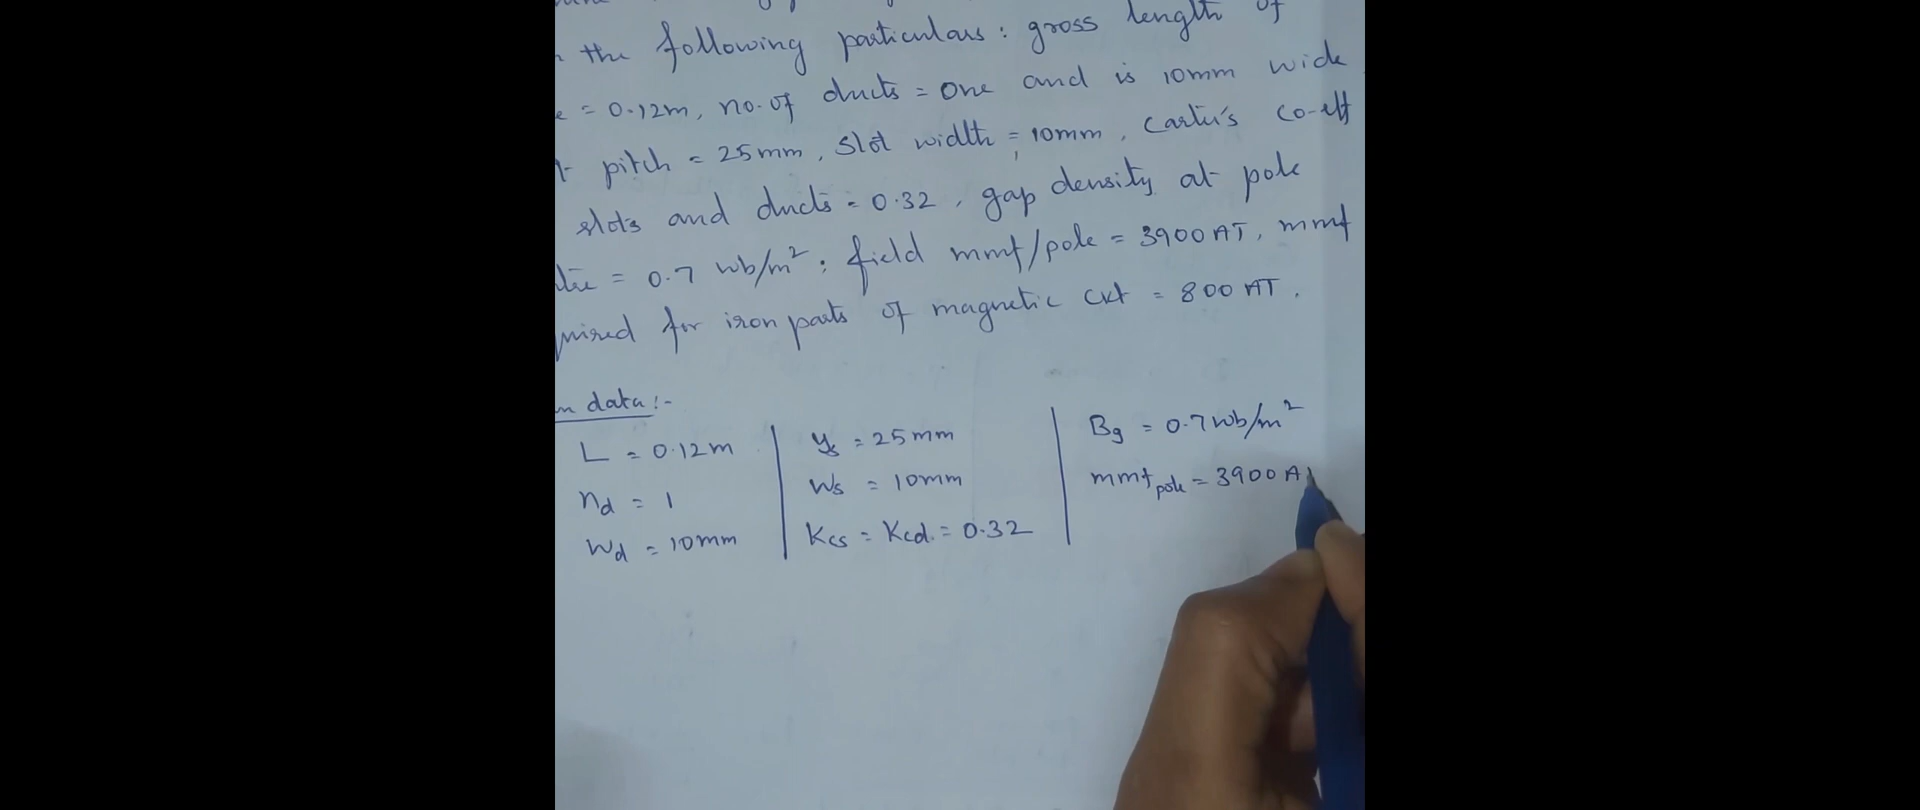 the following particulars: gross length of
= 0.12m, no. of ducts = one and is 10mm wide
pitch = 25mm, slot width = 10mm, Carter's co-eff
slots and ducts = 0.32, gap density at pole
= 0.7 wb/m²; field mmf/pole = 3900 AT, mmf
for iron parts of magnetic ckt = 800 AT.
data:-
L = 0.12m
nd = 1
Wd = 10mm
ys = 25mm
Ws = 10mm
Kcs = Kcd = 0.32
Bg = 0.7wb/m²
mmf pole = 3900 A